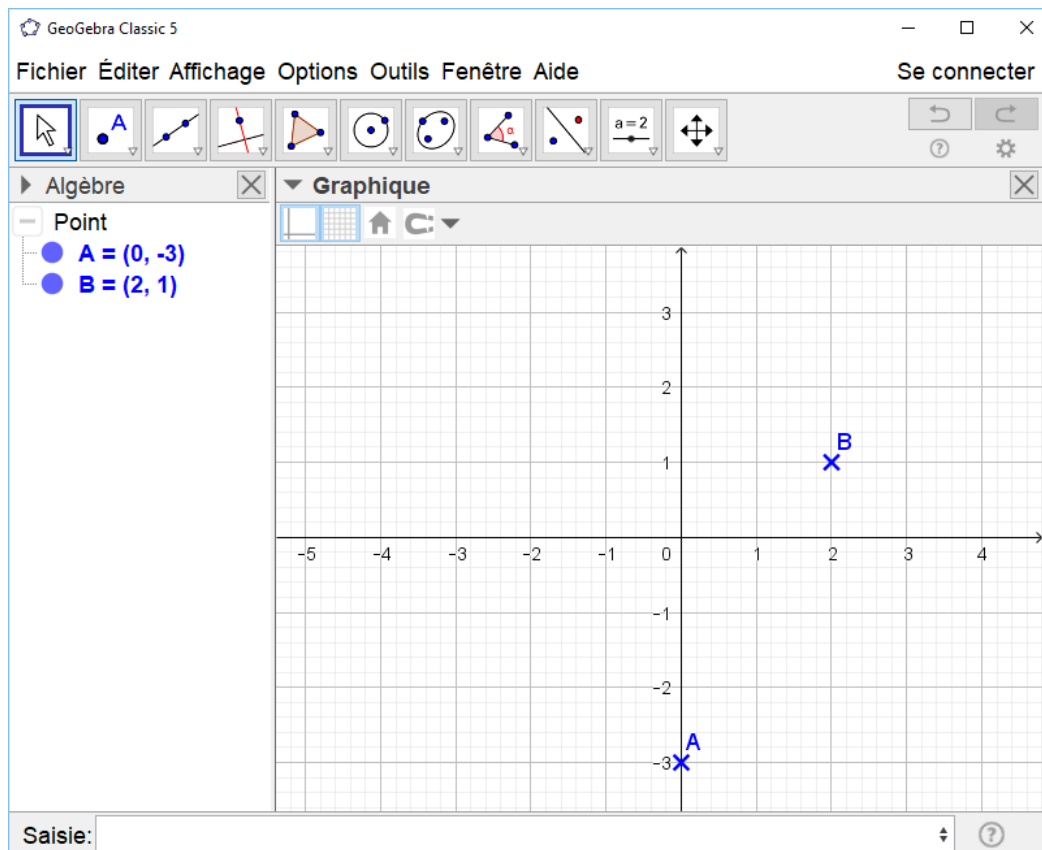 GeoGebra Classic 5
Fichier Éditer Affichage Options Outils Fenêtre Aide Se connecter
A α a=2
Algèbre
Graphique
Point
A = (0, -3)
B = (2, 1)
3
2
B
1
-5 -4 -3 -2 -1 0 1 2 3 4
-1
-2
A
-3
Saisie: